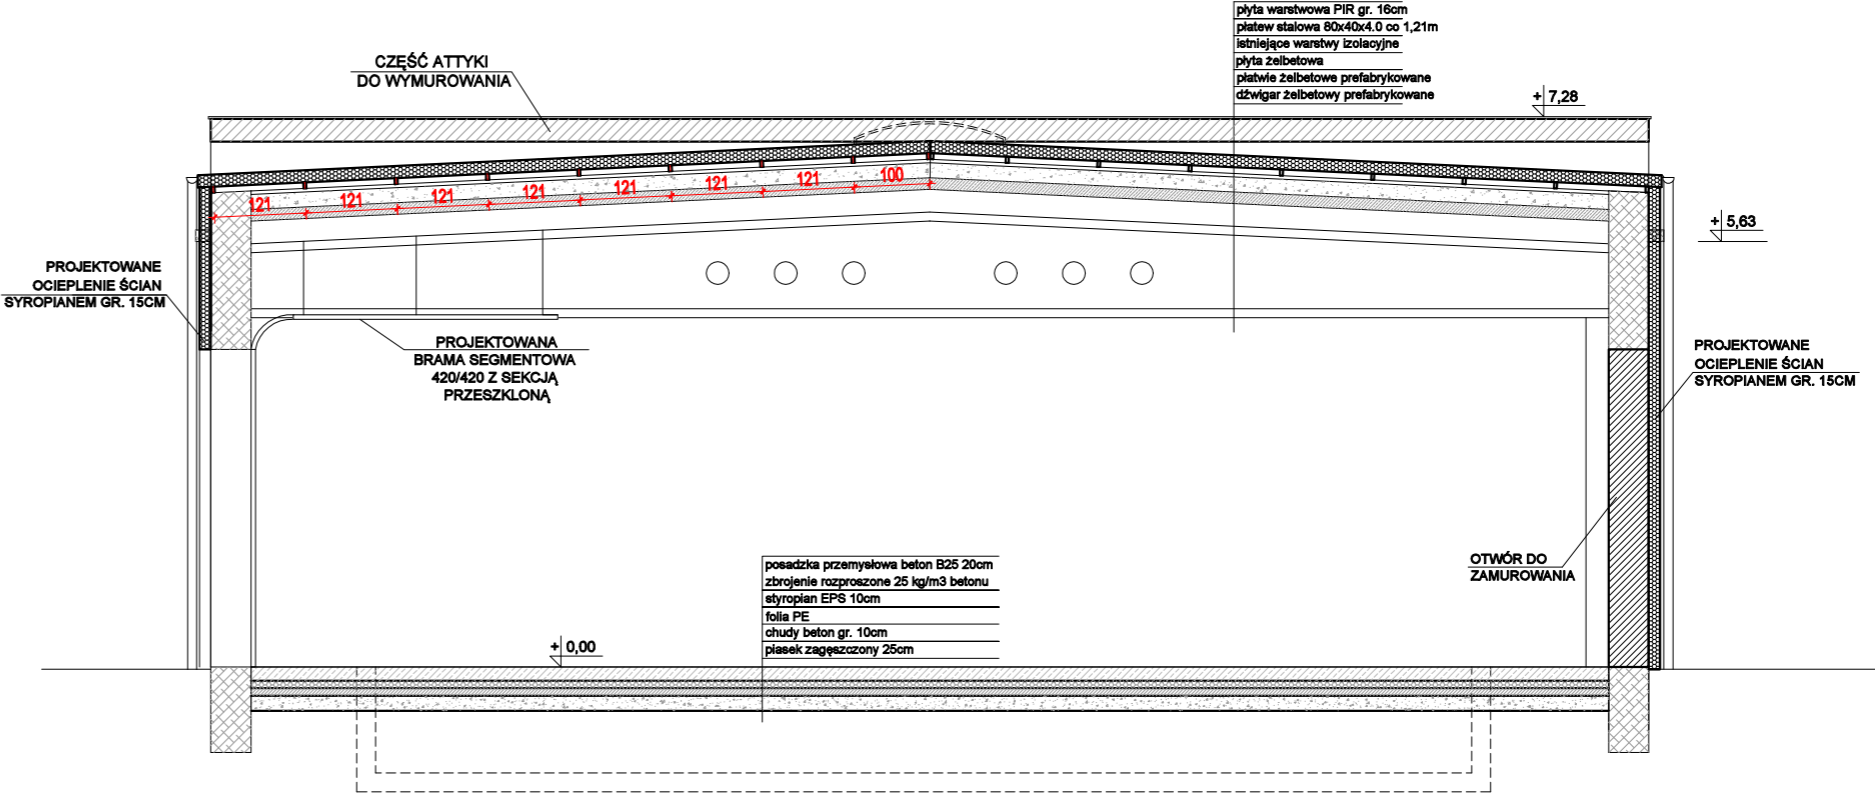 płyta warstwowa PIR gr. 16cm
płatew stalowa 80x40x4.0 co 1,21m
istniejące warstwy izolacyjne
płyta żelbetowa
płatwie żelbetowe prefabrykowane
dźwigar żelbetowy prefabrykowane
CZĘŚĆ ATTYKI
DO WYMUROWANIA
+ 7,28
121
121
121
121
121
121
121
100
+ 5,63
PROJEKTOWANE
OCIEPLENIE ŚCIAN
SYROPIANEM GR. 15CM
PROJEKTOWANA
BRAMA SEGMENTOWA
420/420 Z SEKCJĄ
PRZESZKLONĄ
PROJEKTOWANE
OCIEPLENIE ŚCIAN
SYROPIANEM GR. 15CM
OTWÓR DO
ZAMUROWANIA
posadzka przemysłowa beton B25 20cm
zbrojenie rozproszone 25 kg/m3 betonu
styropian EPS 10cm
folia PE
chudy beton gr. 10cm
piasek zagęszczony 25cm
+ 0,00